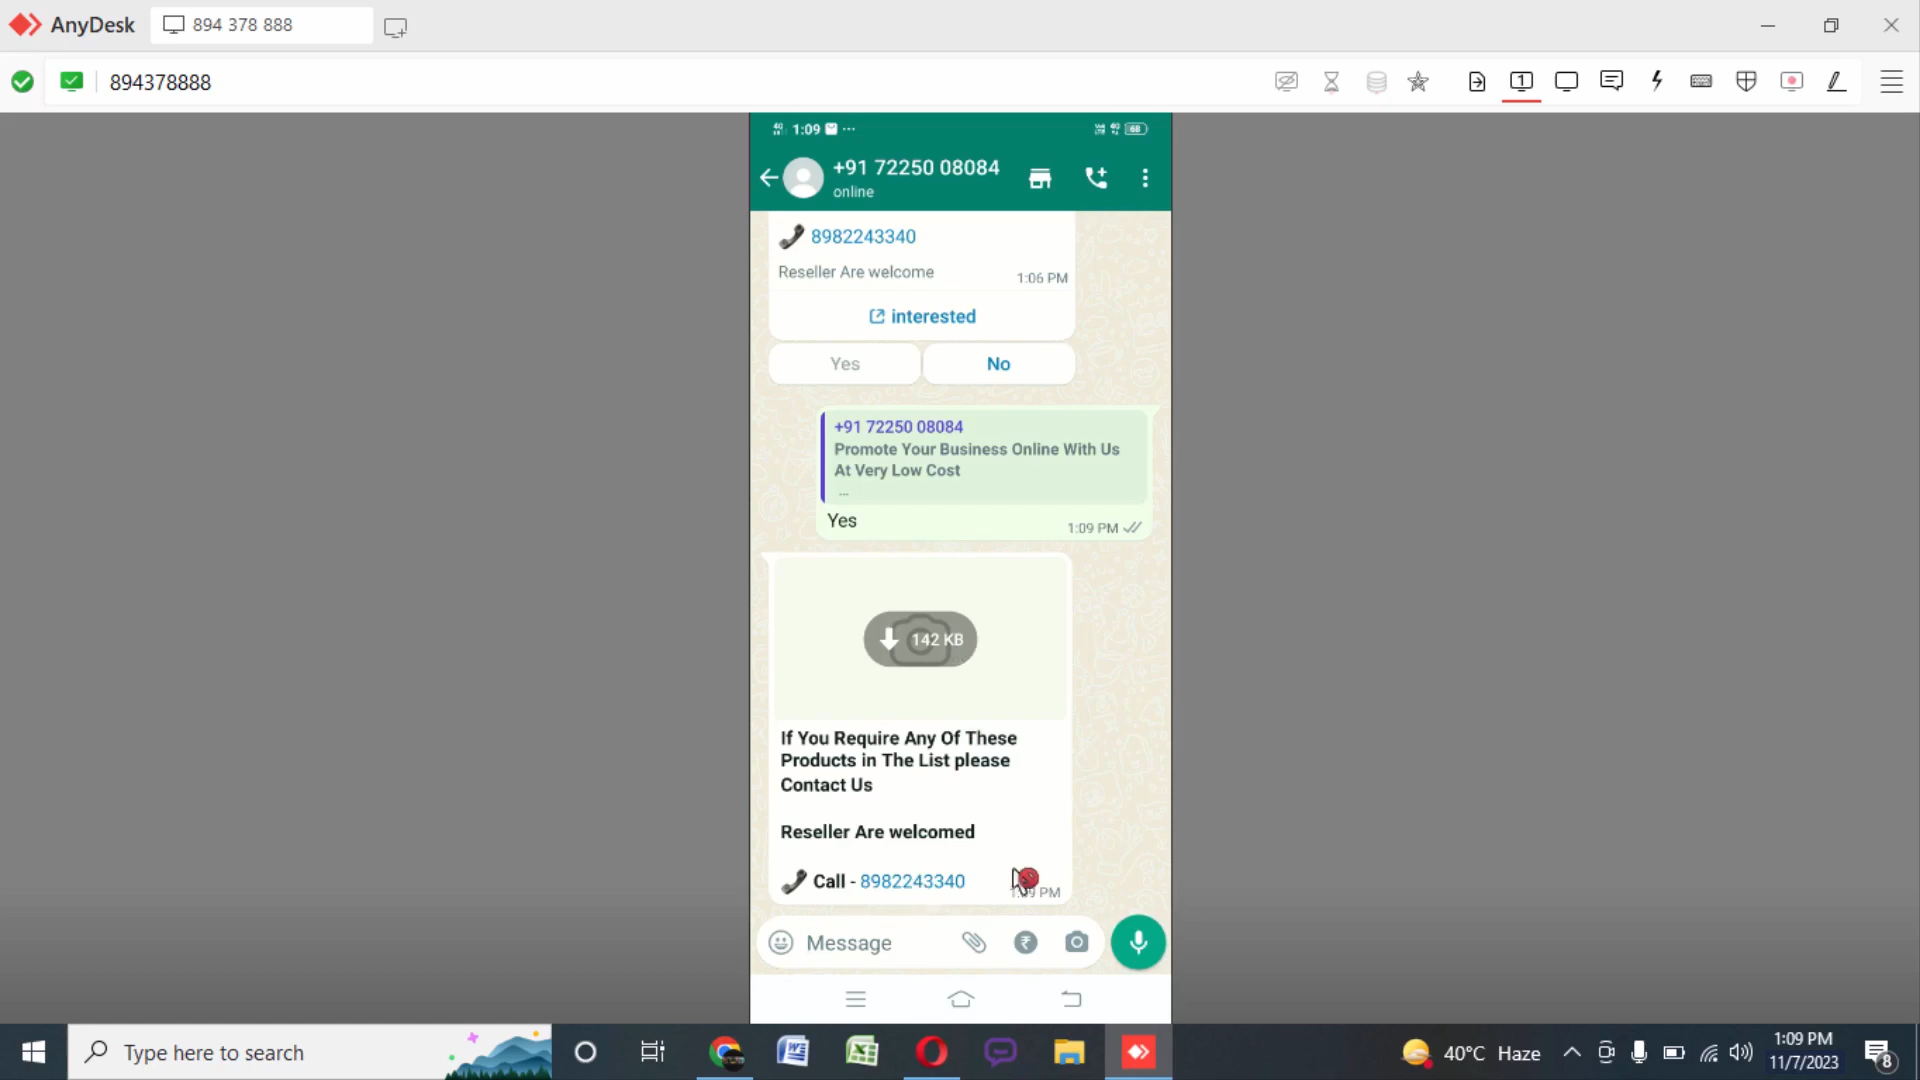 AnyDesk
894 378 888
894378888
1
1:09 ...
68
+91 72250 08084
online
8982243340
Reseller Are welcome
1:06 PM
interested
Yes
No
+91 72250 08084
Promote Your Business Online With Us
At Very Low Cost
...
Yes
1:09 PM
142 KB
If You Require Any Of These
Products in The List please
Contact Us
Reseller Are welcomed
Call - 8982243340
PM
Message
Type here to search
40°C Haze
1:09 PM
11/7/2023
8